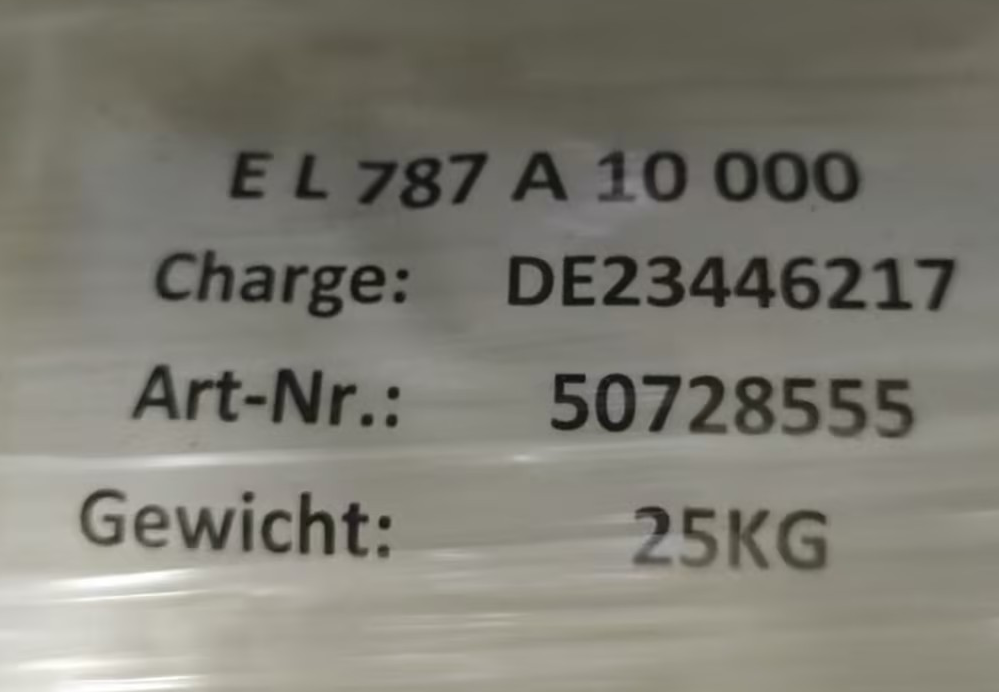 E L 787 A 10 000
Charge: DE23446217
Art-Nr.: 50728555
Gewicht: 25KG